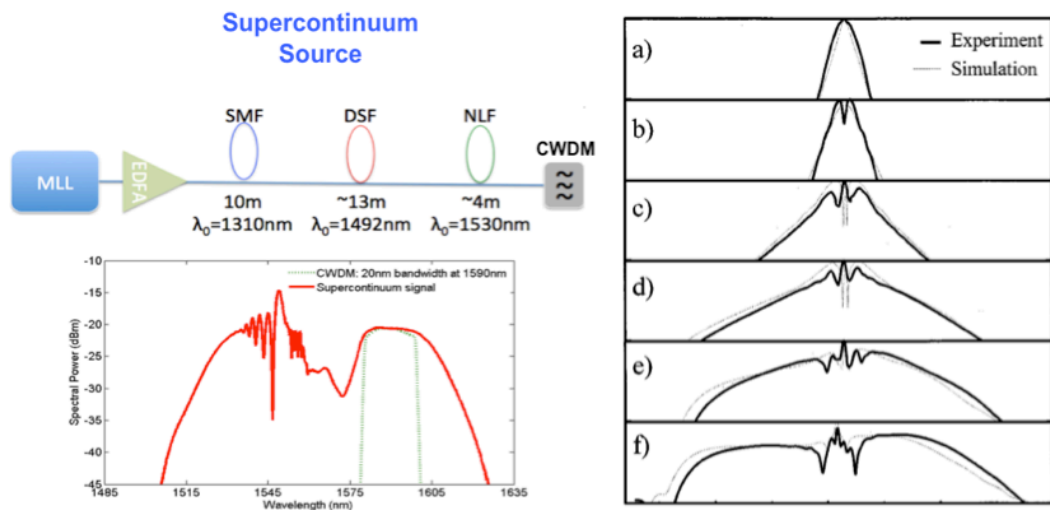 Supercontinuum
Source
SMF
DSF
NLF
CWDM
MLL
EDFA
10m
~13m
~4m
λ₀=1310nm
λ₀=1492nm
λ₀=1530nm
CWDM: 20nm bandwidth at 1590nm
Supercontinuum signal
Spectral Power (dBm)
-10
-15
-20
-25
-30
-35
-40
-45
1485
1515
1545
1575
1605
1635
Wavelength (nm)
a)
Experiment
Simulation
b)
c)
d)
e)
f)